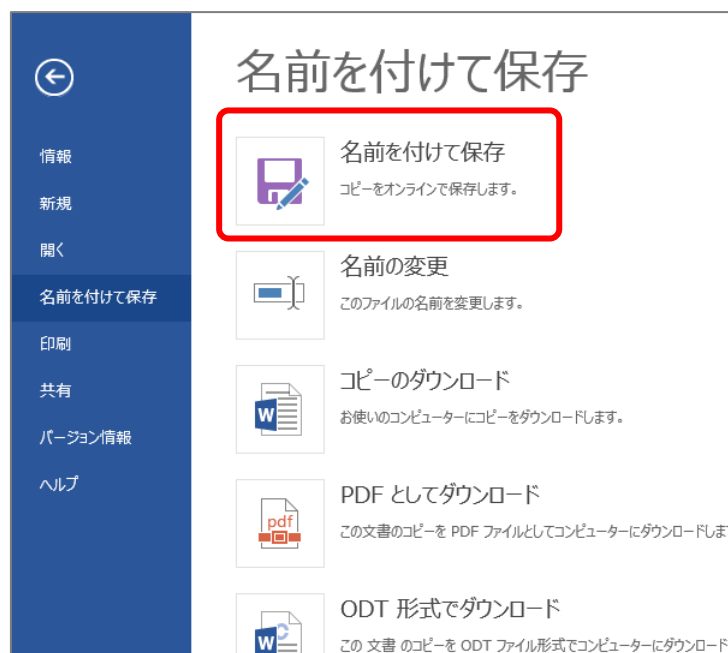 名前を付けて保存
情報
新規
開く
名前を付けて保存
印刷
共有
バージョン情報
ヘルプ
名前を付けて保存
コピーをオンラインで保存します。
名前の変更
このファイルの名前を変更します。
W
コピーのダウンロード
お使いのコンピューターにコピーをダウンロードします。
pdf
PDF としてダウンロード
この文書のコピーを PDF ファイルとしてコンピューターにダウンロードしま
W
ODT 形式でダウンロード
この 文書 のコピーを ODT ファイル形式でコンピューターにダウンロード